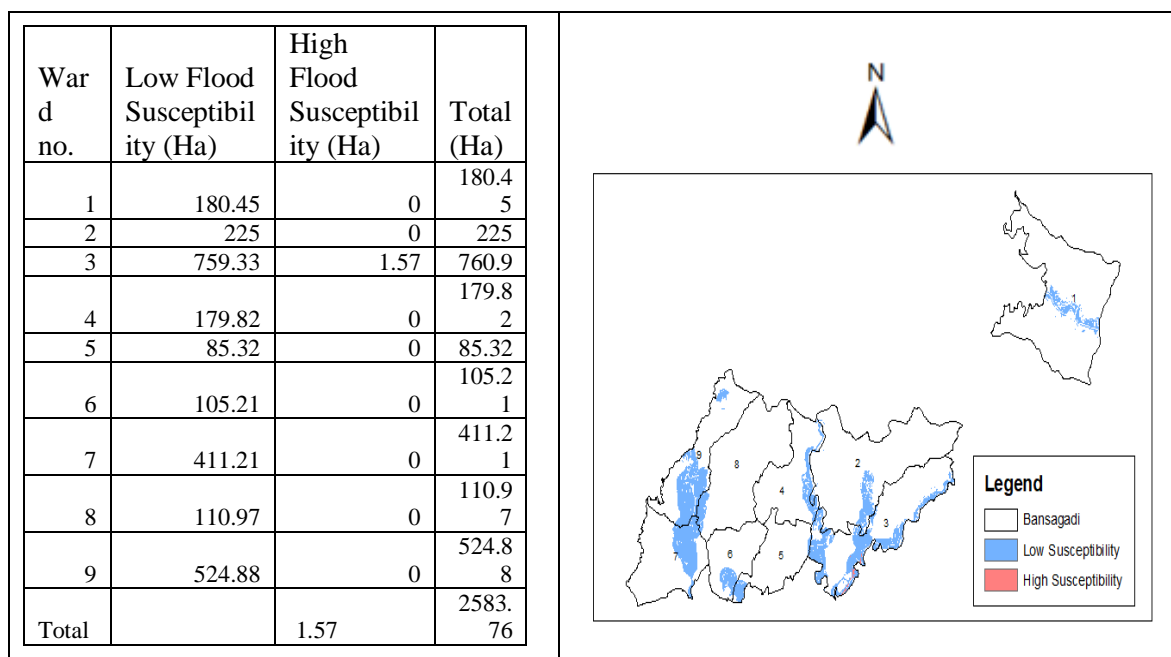 War
d
no.
Low Flood
Susceptibil
ity (Ha)
High
Flood
Susceptibil
ity (Ha)
Total
(Ha)
1 180.45 0 180.4
5
2 225 0 225
3 759.33 1.57 760.9
4 179.82 0 179.8
2
5 85.32 0 85.32
6 105.21 0 105.2
1
7 411.21 0 411.2
1
8 110.97 0 110.9
7
9 524.88 0 524.8
8
Total 1.57 2583.
76
N
1
9
8
2
4
3
7
6
5
Legend
Bansagadi
Low Susceptibility
High Susceptibility